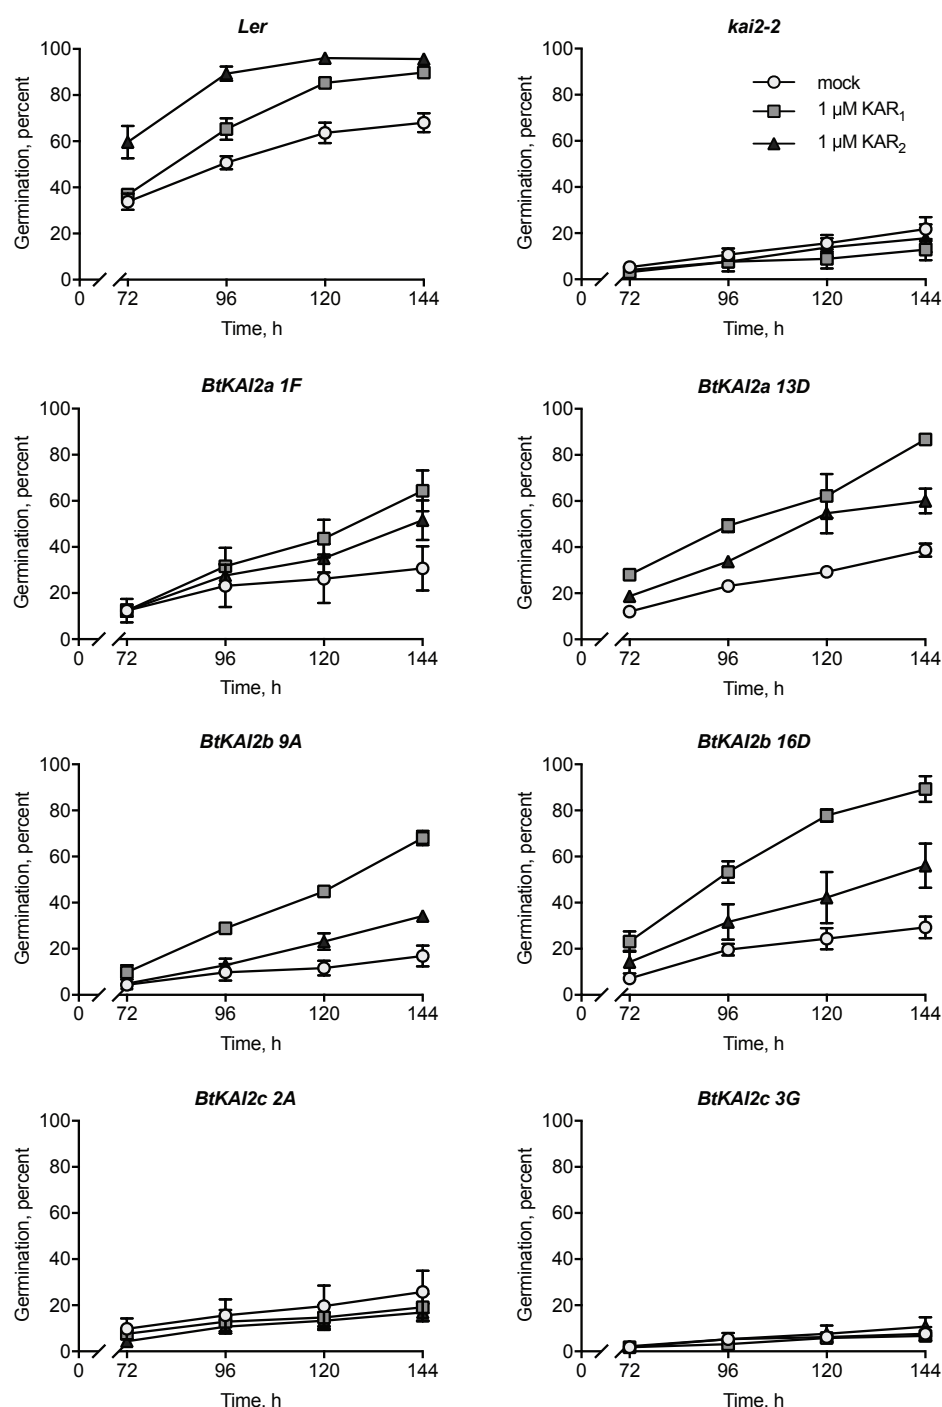 Ler
Germination, percent
100
80
60
40
20
0
0 72 96 120 144
Time, h
kai2-2
Germination, percent
100
80
60
40
20
0
mock
1 µM KAR1
1 µM KAR2
0 72 96 120 144
Time, h
BtKAI2a 1F
Germination, percent
100
80
60
40
20
0
0 72 96 120 144
Time, h
BtKAI2a 13D
Germination, percent
100
80
60
40
20
0
0 72 96 120 144
Time, h
BtKAI2b 9A
Germination, percent
100
80
60
40
20
0
0 72 96 120 144
Time, h
BtKAI2b 16D
Germination, percent
100
80
60
40
20
0
0 72 96 120 144
Time, h
BtKAI2c 2A
Germination, percent
100
80
60
40
20
0
0 72 96 120 144
Time, h
BtKAI2c 3G
Germination, percent
100
80
60
40
20
0
0 72 96 120 144
Time, h